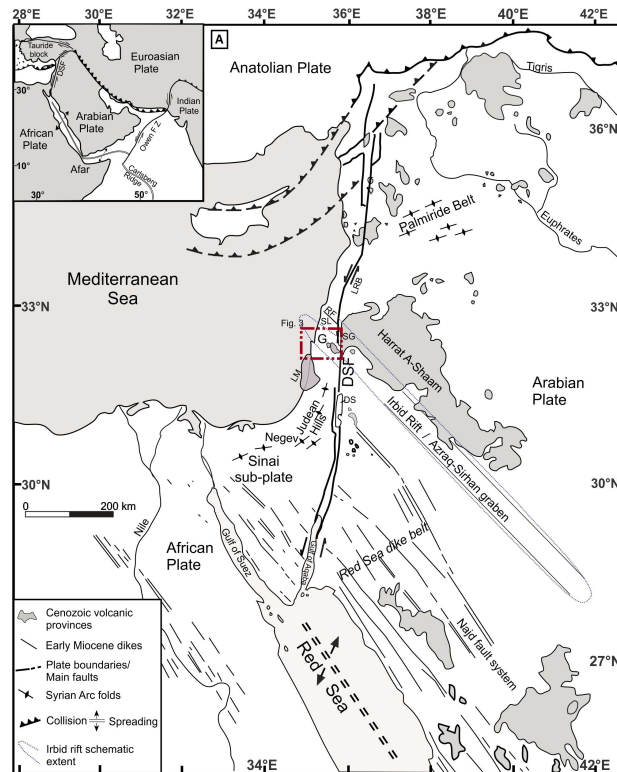 28°E
30°E
34°E
36°E
40°E
42°E
A
Tauride
block
DSF
Euroasian
Plate
30°
Arabian
Plate
Indian
Plate
African
Plate
Owen F Z
10°
Afar
Carlsberg
Ridge
30°
50°
Anatolian Plate
Tigris
36°N
Palmiride Belt
Euphrates
LRB
Mediterranean
Sea
33°N
33°N
RF
Fig. 3
SL
SG
G
Harrat A-Shaam
LM
DSF
Arabian
Plate
DS
Judean
Hills
Irbid Rift / Azraq-Sirhan graben
Negev
Sinai
sub-plate
30°N
30°N
0
200 km
Nile
African
Plate
Gulf of Suez
Gulf of Aqaba
Red Sea dike belt
Najd fault system
27°N
Red Sea
Cenozoic volcanic
provinces
Early Miocene dikes
Plate boundaries/
Main faults
Syrian Arc folds
Collision
Spreading
Irbid rift schematic
extent
34°E
42°E